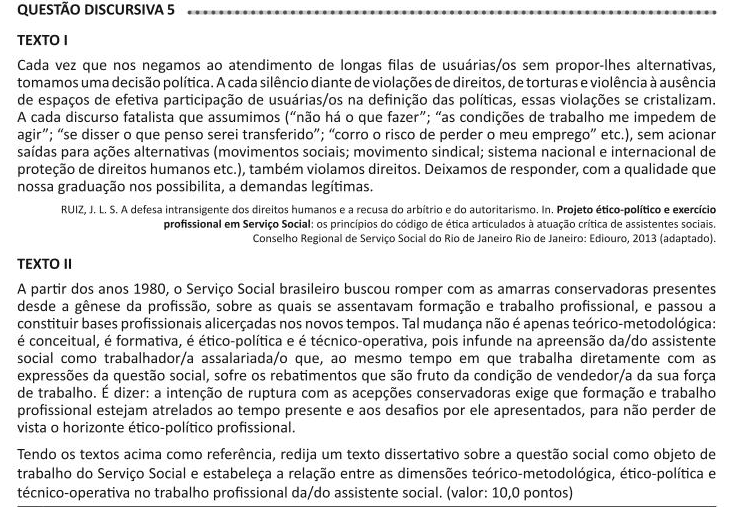 QUESTÃO DISCURSIVA 5
TEXTO I
Cada vez que nos negamos ao atendimento de longas filas de usuárias/os sem propor-lhes alternativas,
tomamos uma decisão política. A cada silêncio diante de violações de direitos, de torturas e violência à ausência
de espaços de efetiva participação de usuárias/os na definição das políticas, essas violações se cristalizam.
A cada discurso fatalista que assumimos (“não há o que fazer”; “as condições de trabalho me impedem de
agir”; “se disser o que penso serei transferido”; “corro o risco de perder o meu emprego” etc.), sem acionar
saídas para ações alternativas (movimentos sociais; movimento sindical; sistema nacional e internacional de
proteção de direitos humanos etc.), também violamos direitos. Deixamos de responder, com a qualidade que
nossa graduação nos possibilita, a demandas legítimas.
RUIZ, J. L. S. A defesa intransigente dos direitos humanos e a recusa do arbítrio e do autoritarismo. In. Projeto ético-político e exercício
profissional em Serviço Social: os princípios do código de ética articulados à atuação crítica de assistentes sociais.
Conselho Regional de Serviço Social do Rio de Janeiro Rio de Janeiro: Ediouro, 2013 (adaptado).
TEXTO II
A partir dos anos 1980, o Serviço Social brasileiro buscou romper com as amarras conservadoras presentes
desde a gênese da profissão, sobre as quais se assentavam formação e trabalho profissional, e passou a
constituir bases profissionais alicerçadas nos novos tempos. Tal mudança não é apenas teórico-metodológica:
é conceitual, é formativa, é ético-política e é técnico-operativa, pois infunde na apreensão da/do assistente
social como trabalhador/a assalariada/o que, ao mesmo tempo em que trabalha diretamente com as
expressões da questão social, sofre os rebatimentos que são fruto da condição de vendedor/a da sua força
de trabalho. É dizer: a intenção de ruptura com as acepções conservadoras exige que formação e trabalho
profissional estejam atrelados ao tempo presente e aos desafios por ele apresentados, para não perder de
vista o horizonte ético-político profissional.
Tendo os textos acima como referência, redija um texto dissertativo sobre a questão social como objeto de
trabalho do Serviço Social e estabeleça a relação entre as dimensões teórico-metodológica, ético-política e
técnico-operativa no trabalho profissional da/do assistente social. (valor: 10,0 pontos)